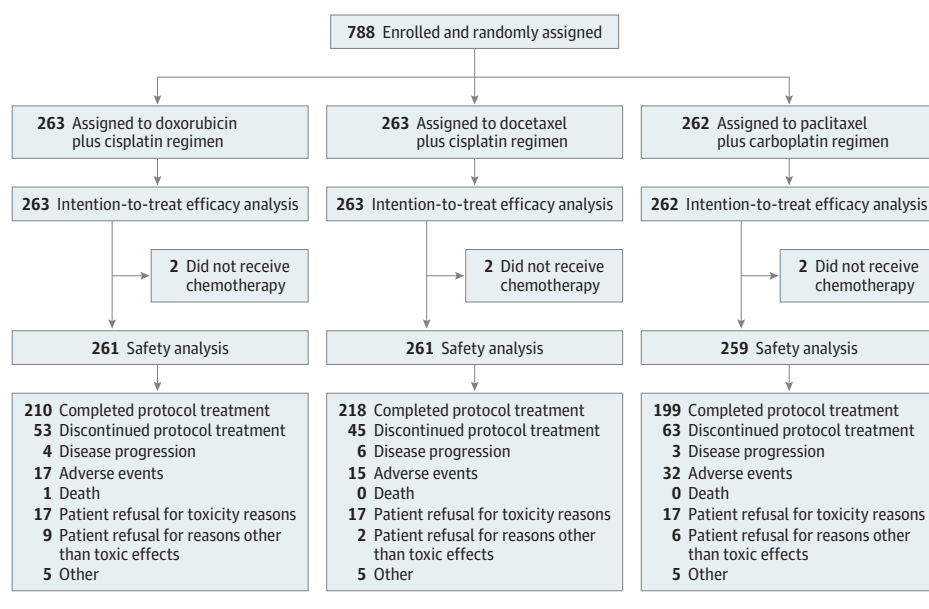 788 Enrolled and randomly assigned
263 Assigned to doxorubicin
plus cisplatin regimen
263 Assigned to docetaxel
plus cisplatin regimen
262 Assigned to paclitaxel
plus carboplatin regimen
263 Intention-to-treat efficacy analysis
263 Intention-to-treat efficacy analysis
262 Intention-to-treat efficacy analysis
2 Did not receive
chemotherapy
2 Did not receive
chemotherapy
2 Did not receive
chemotherapy
261 Safety analysis
261 Safety analysis
259 Safety analysis
210 Completed protocol treatment
53 Discontinued protocol treatment
4 Disease progression
17 Adverse events
1 Death
17 Patient refusal for toxicity reasons
9 Patient refusal for reasons other
than toxic effects
5 Other
218 Completed protocol treatment
45 Discontinued protocol treatment
6 Disease progression
15 Adverse events
0 Death
17 Patient refusal for toxicity reasons
2 Patient refusal for reasons other
than toxic effects
5 Other
199 Completed protocol treatment
63 Discontinued protocol treatment
3 Disease progression
32 Adverse events
0 Death
17 Patient refusal for toxicity reasons
6 Patient refusal for reasons other
than toxic effects
5 Other